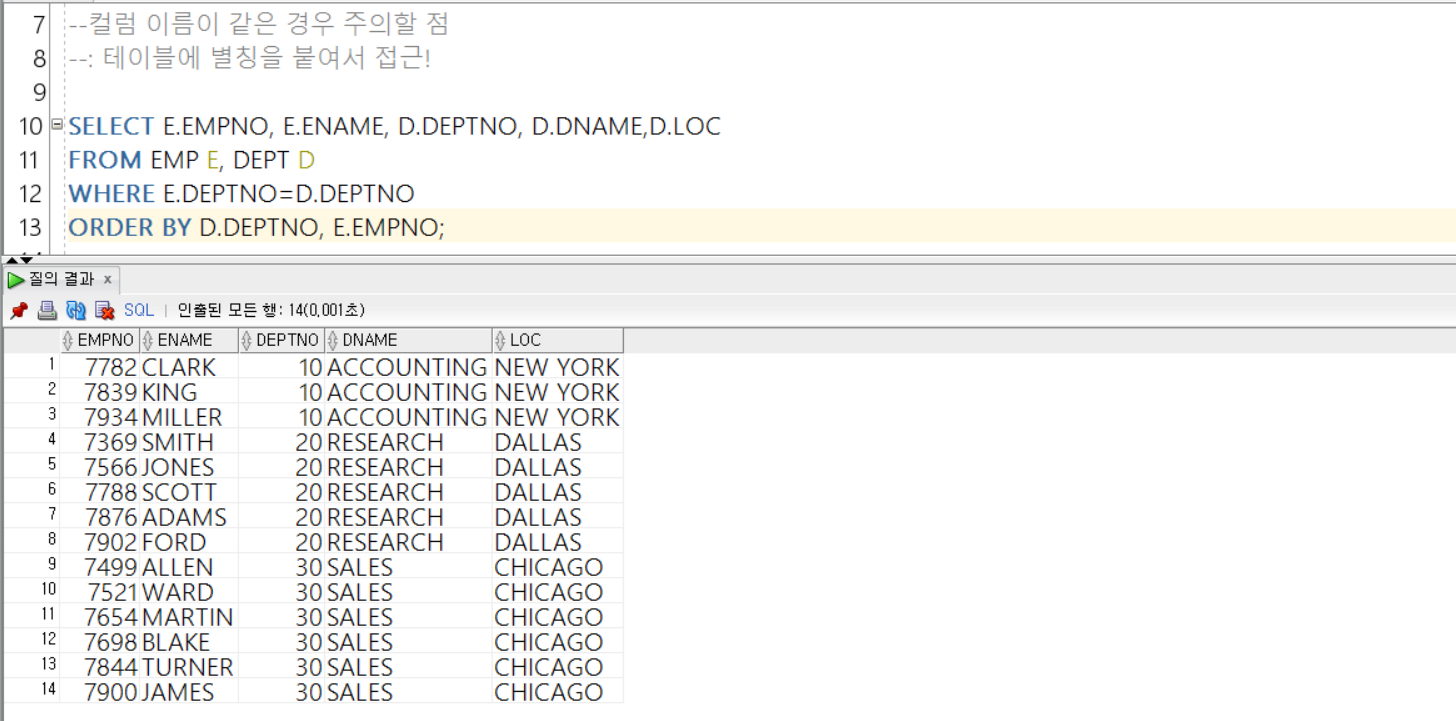 7 --컬럼 이름이 같은 경우 주의할 점
8 --: 테이블에 별칭을 붙여서 접근!
9
10 SELECT E.EMPNO, E.ENAME, D.DEPTNO, D.DNAME,D.LOC
11 FROM EMP E, DEPT D
12 WHERE E.DEPTNO=D.DEPTNO
13 ORDER BY D.DEPTNO, E.EMPNO;
질의 결과 x
SQL | 인출된 모든 행: 14(0,001초)
EMPNO ENAME DEPTNO DNAME LOC
1 7782 CLARK 10 ACCOUNTING NEW YORK
2 7839 KING 10 ACCOUNTING NEW YORK
3 7934 MILLER 10 ACCOUNTING NEW YORK
4 7369 SMITH 20 RESEARCH DALLAS
5 7566 JONES 20 RESEARCH DALLAS
6 7788 SCOTT 20 RESEARCH DALLAS
7 7876 ADAMS 20 RESEARCH DALLAS
8 7902 FORD 20 RESEARCH DALLAS
9 7499 ALLEN 30 SALES CHICAGO
10 7521 WARD 30 SALES CHICAGO
11 7654 MARTIN 30 SALES CHICAGO
12 7698 BLAKE 30 SALES CHICAGO
13 7844 TURNER 30 SALES CHICAGO
14 7900 JAMES 30 SALES CHICAGO